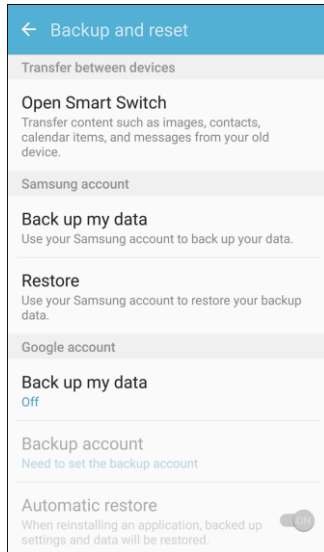 Backup and reset
Transfer between devices
Open Smart Switch
Transfer content such as images, contacts,
calendar items, and messages from your old
device.
Samsung account
Back up my data
Use your Samsung account to back up your data.
Restore
Use your Samsung account to restore your backup
data.
Google account
Back up my data
Off
Backup account
Need to set the backup account
Automatic restore
When reinstalling an application, backed up
settings and data will be restored.
ON